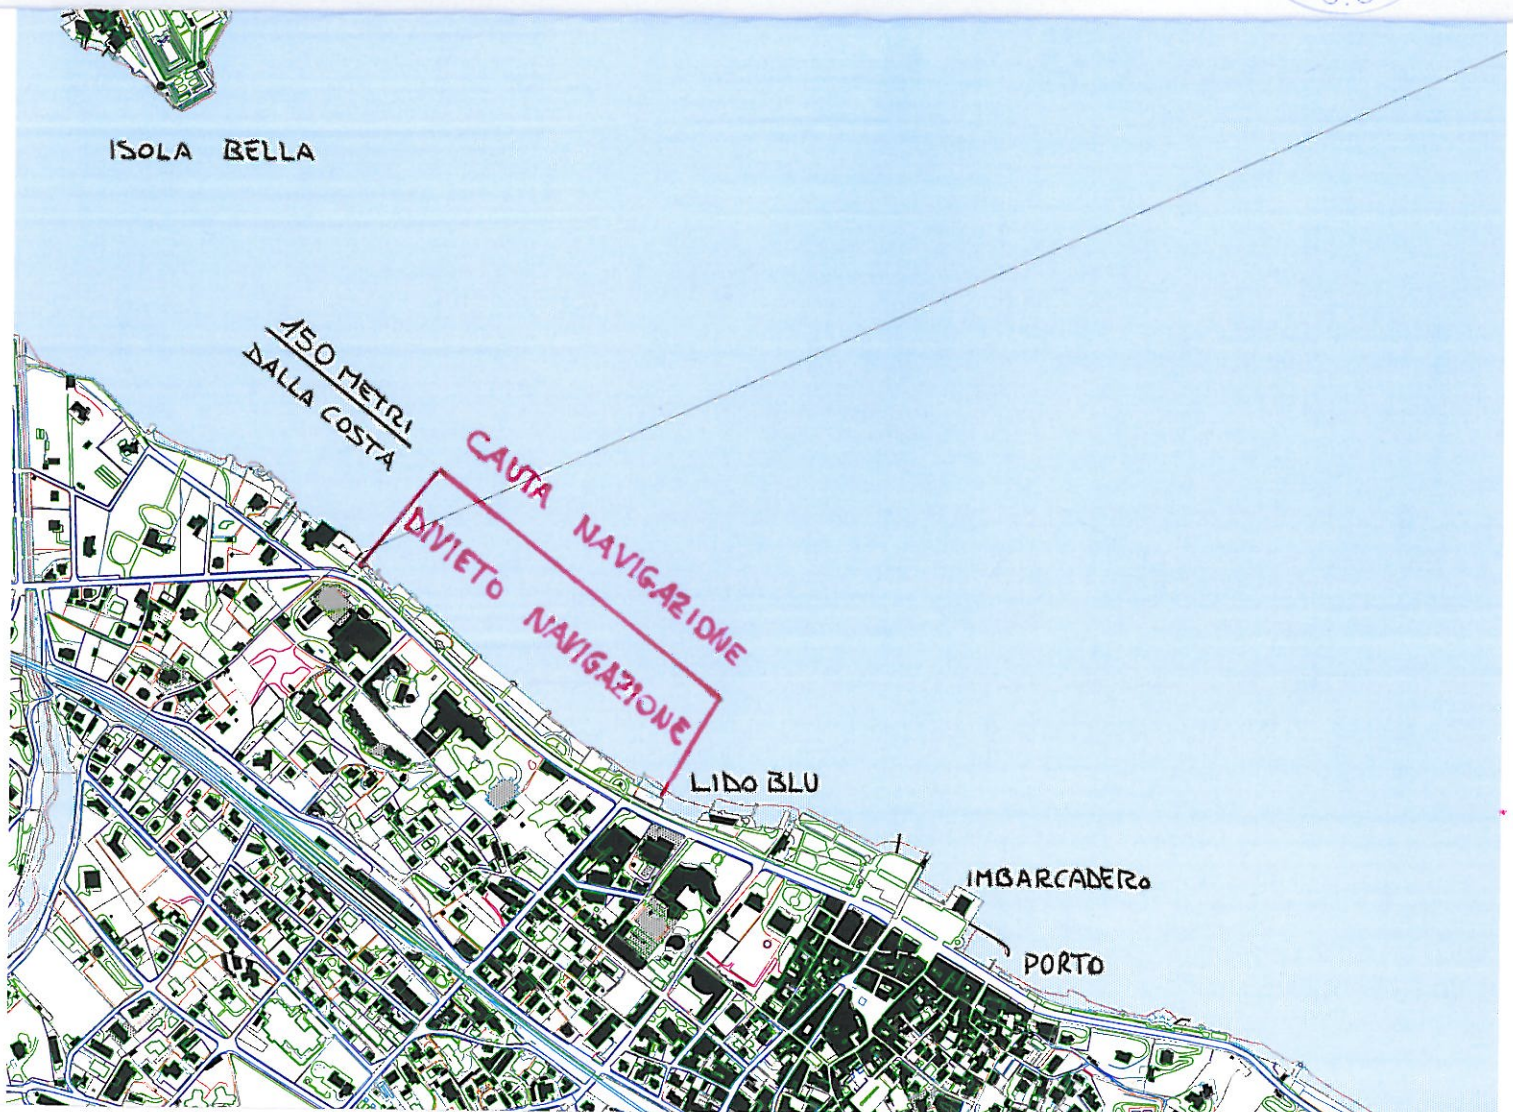 ISOLA BELLA
150 METRI
DALLA COSTA
CAUTA NAVIGAZIONE
DIVIETO NAVIGAZIONE
LIDO BLU
IMBARCADERO
PORTO